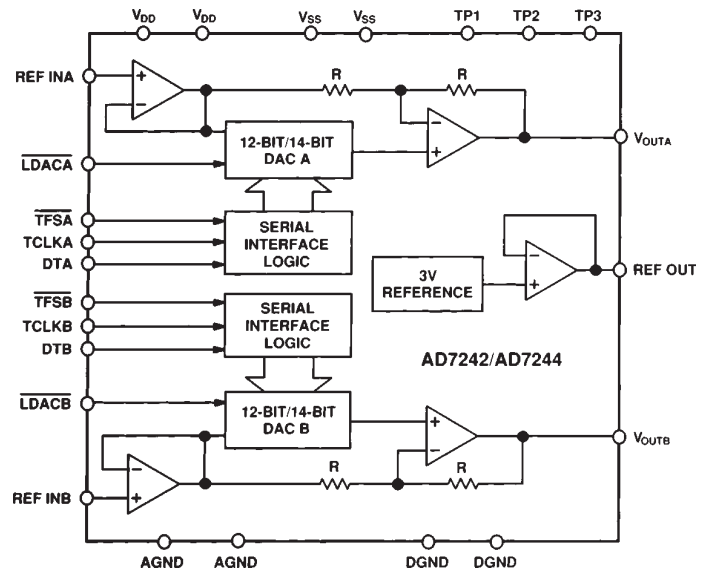 VDD VDD VSS VSS TP1 TP2 TP3
REF INA
+
−
R
R
−
+
12-BIT/14-BIT
DAC A
VOUTA
LDACA
TFSA
TCLKA
DTA
SERIAL
INTERFACE
LOGIC
−
+
3V
REFERENCE
REF OUT
TFSB
TCLKB
DTB
SERIAL
INTERFACE
LOGIC
AD7242/AD7244
LDACB
12-BIT/14-BIT
DAC B
+
−
VOUTB
−
+
R
R
REF INB
AGND AGND DGND DGND